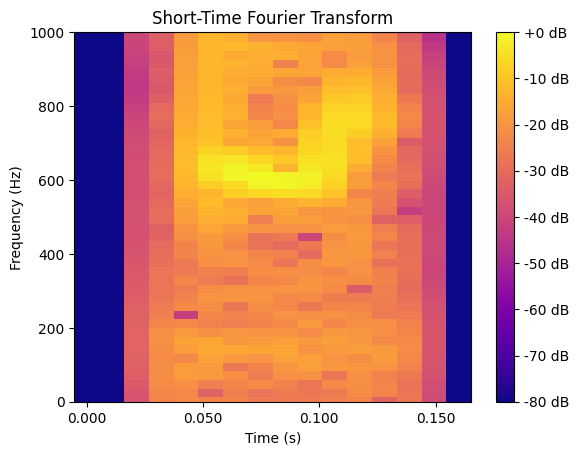 Short-Time Fourier Transform
1000
800
600
400
200
0
Frequency (Hz)
0.000
0.050
0.100
0.150
Time (s)
+0 dB
-10 dB
-20 dB
-30 dB
-40 dB
-50 dB
-60 dB
-70 dB
-80 dB